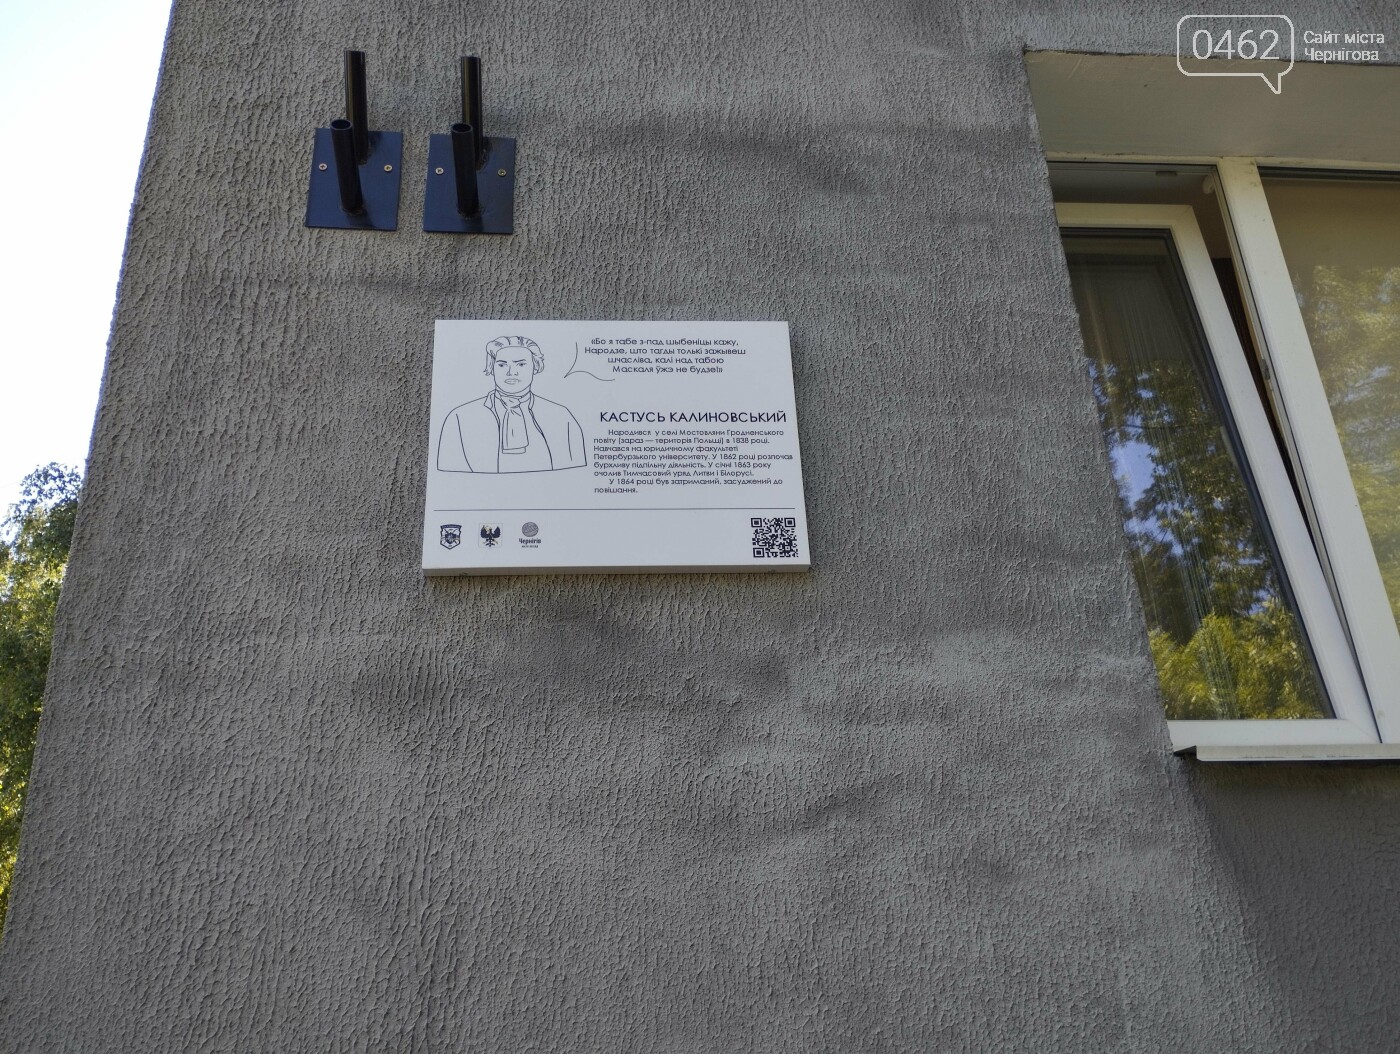 0462
Сайт міста
Чернігова
«Бо я табе з-пад шыбеніцы кажу,
Народзе, што тагды толькі зажывеш
шчасліва, калі над табою
Маскаля ўжэ не будзе!»
КАСТУСЬ КАЛИНОВСЬКИЙ
Народився у селі Мостовляни Гродненського
повіту (зараз — територія Польщі) в 1838 році.
Навчався на юридичному факультеті
Петербурзького університету. У 1862 році розпочав
бурхливу підпільну діяльність. У січні 1863 року
очолив Тимчасовий уряд Литви і Білорусі.
У 1864 році був затриманий, засуджений до
повішання.
Чернігів